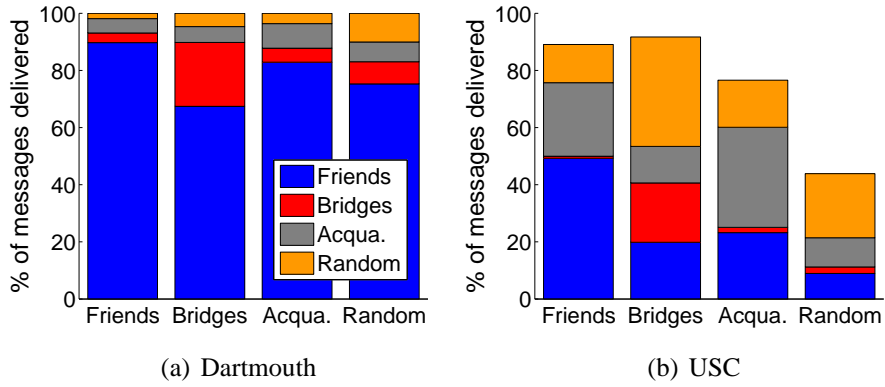 % of messages delivered
100
80
60
40
20
0
Friends
Bridges
Acqua.
Random
Friends Bridges Acqua. Random
(a) Dartmouth
% of messages delivered
100
80
60
40
20
0
Friends Bridges Acqua. Random
(b) USC